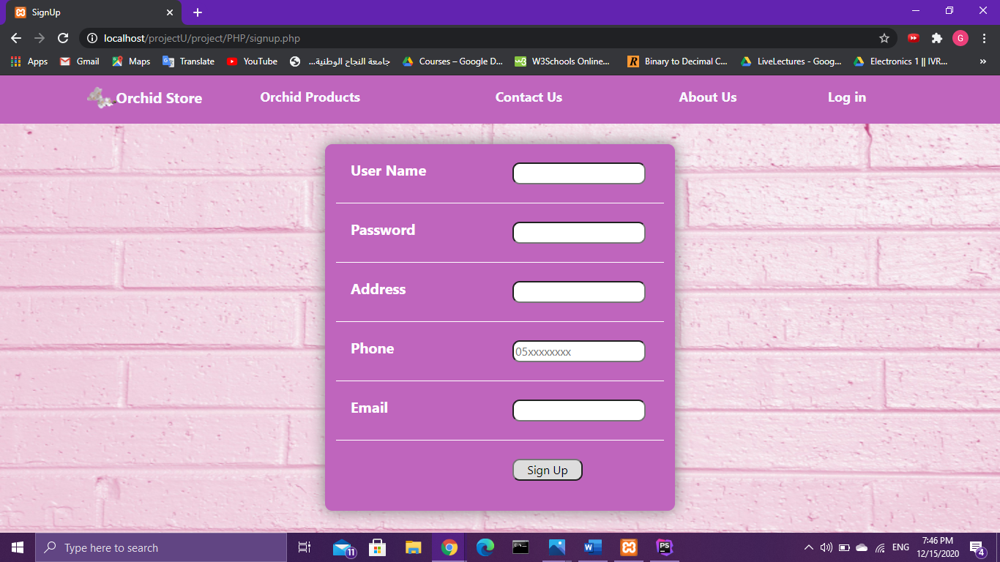 SignUp
localhost/projectU/project/PHP/signup.php
G
Apps Gmail Maps Translate YouTube جامعة النجاح الوطنية... Courses – Google D... W3Schools Online... Binary to Decimal C... LiveLectures - Goog... Electronics 1 || IVR... »
Orchid Store Orchid Products Contact Us About Us Log in
User Name
Password
Address
Phone 05xxxxxxxx
Email
Sign Up
Type here to search 11 W PS ENG 7:46 PM
12/15/2020 4